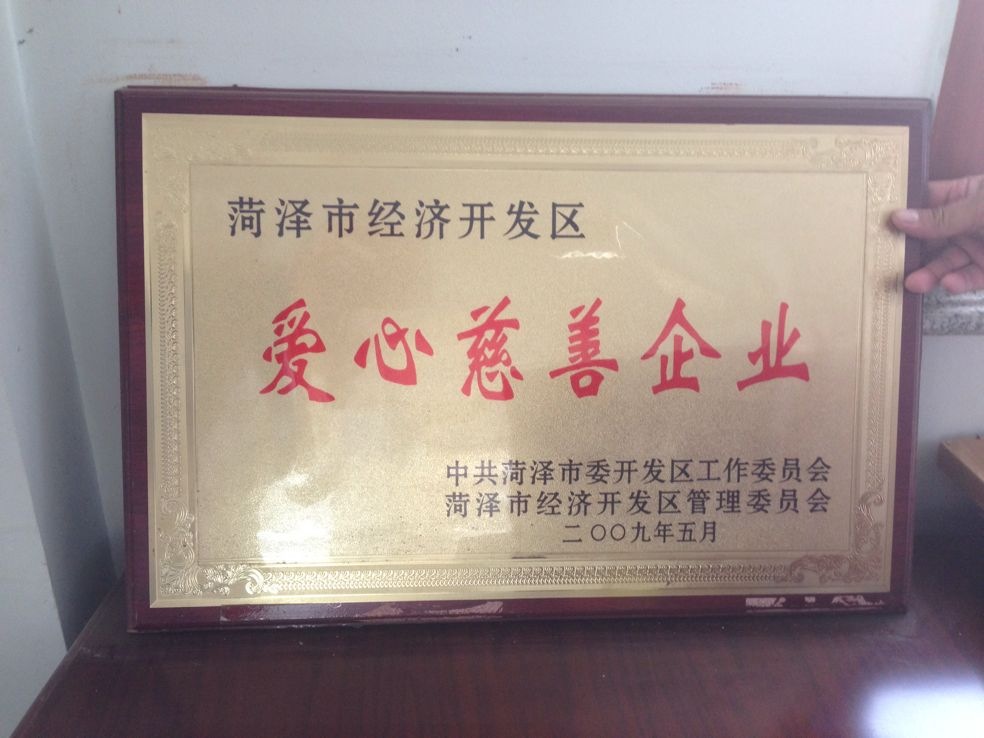 菏泽市经济开发区
爱心慈善企业
中共菏泽市委开发区工作委员会
菏泽市经济开发区管理委员会
二〇〇九年五月